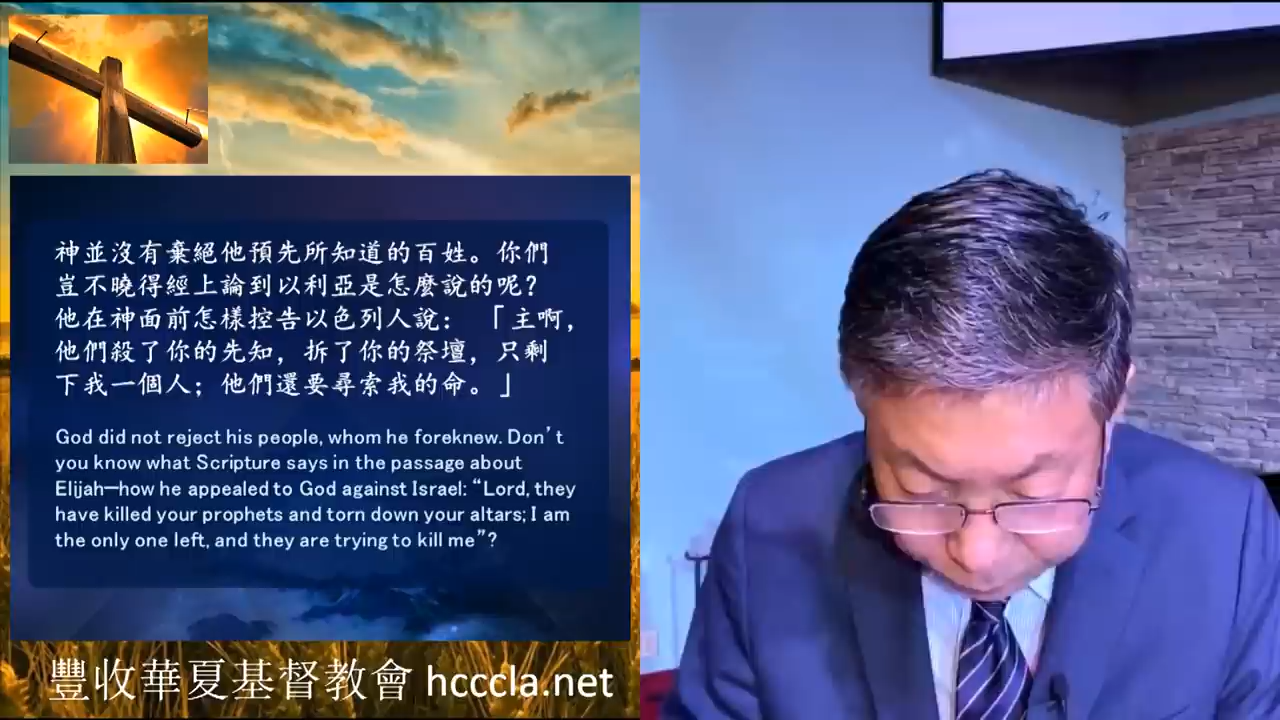 神並沒有棄絕他預先所知道的百姓。你們
豈不曉得經上論到以利亞是怎麼說的呢?
他在神面前怎樣控告以色列人說: 「主啊,
他們殺了你的先知, 拆了你的祭壇, 只剩
下我一個人; 他們還要尋索我的命。」
God did not reject his people, whom he foreknew. Don’t
you know what Scripture says in the passage about
Elijah—how he appealed to God against Israel: “Lord, they
have killed your prophets and torn down your altars; I am
the only one left, and they are trying to kill me”?
豐收華夏基督教會 hcccla.net